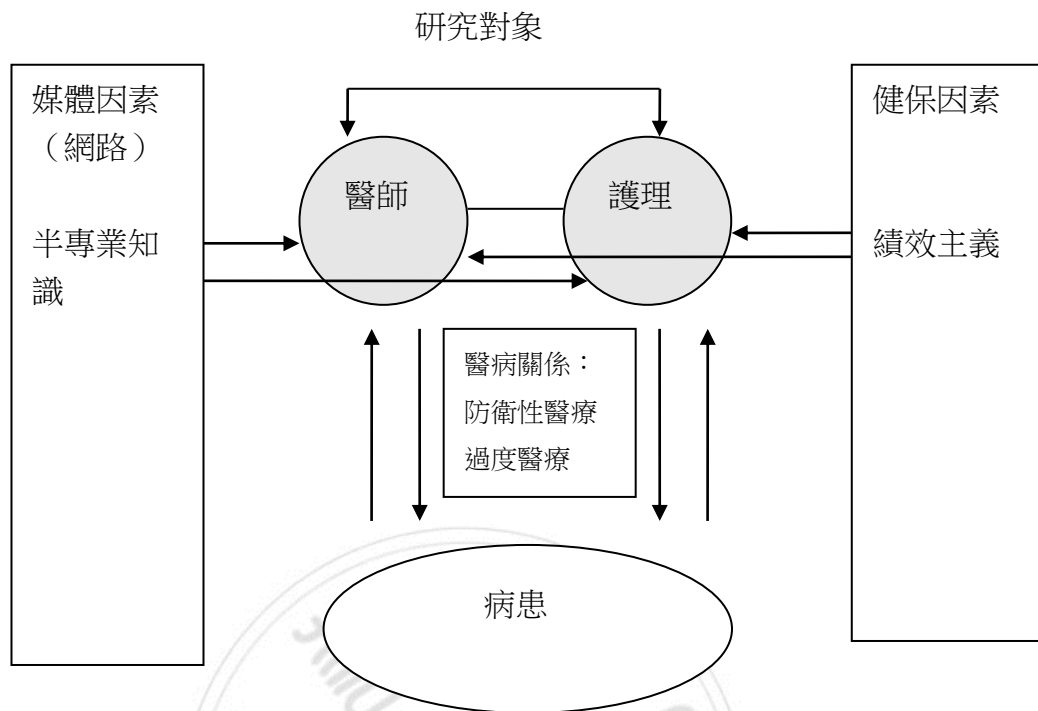 研究對象
媒體因素
（網路）
半專業知
識
醫師
護理
健保因素
績效主義
醫病關係：
防衛性醫療
過度醫療
病患